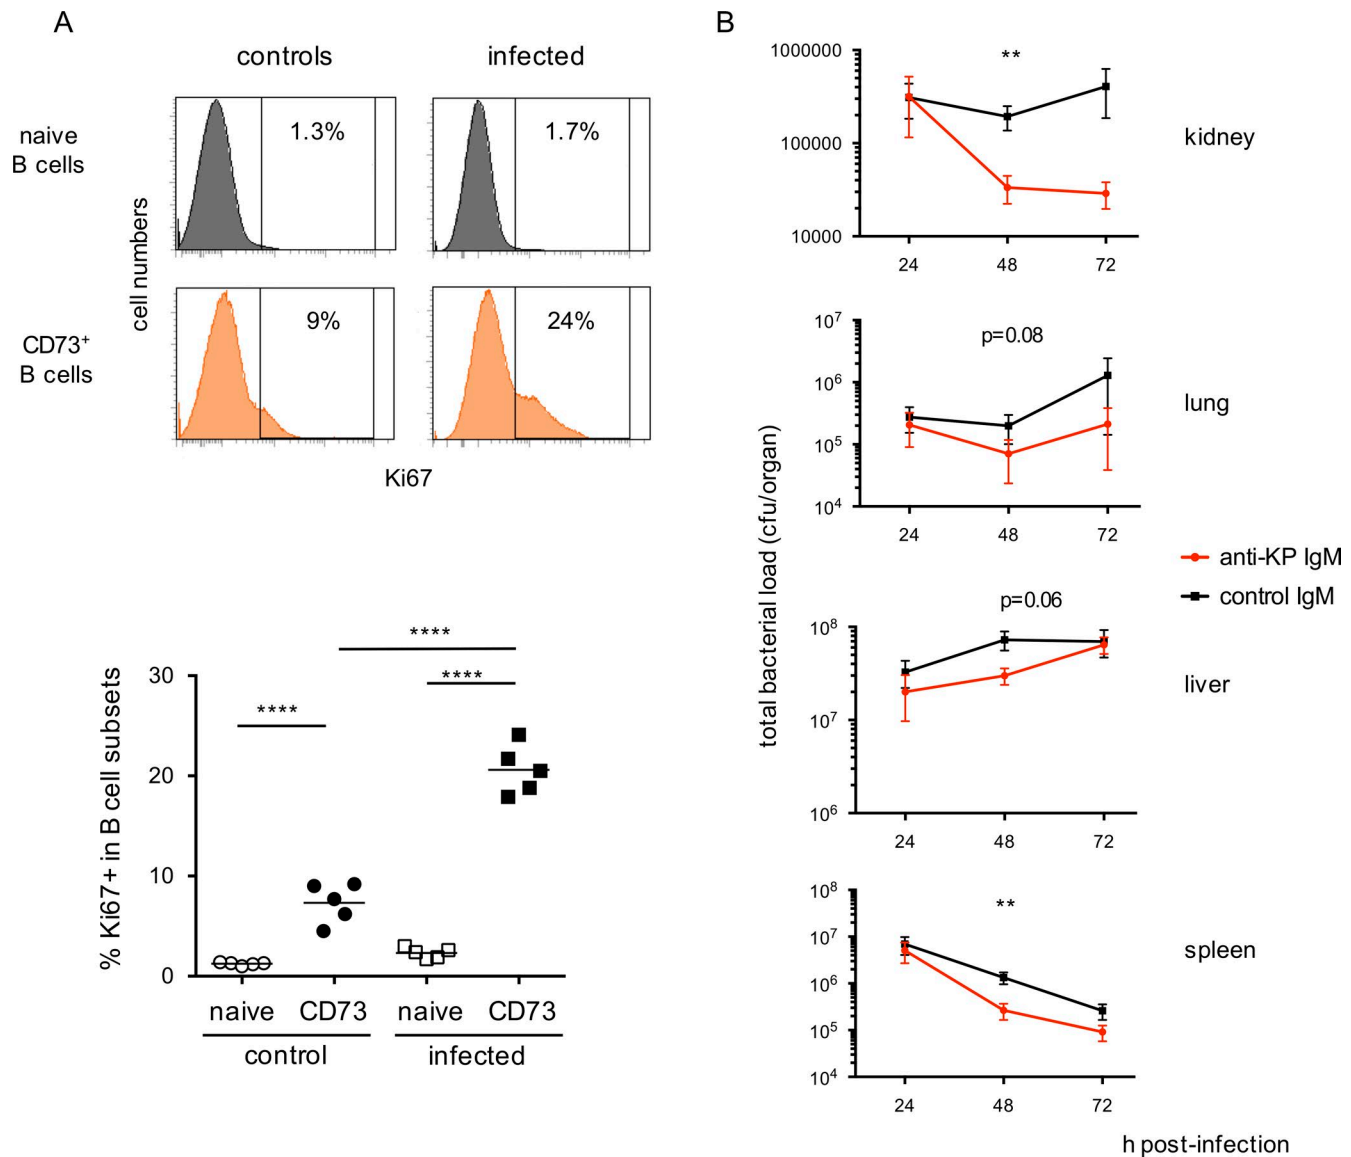 A
controls
infected
naive
B cells
1.3%
1.7%
cell numbers
CD73⁺
B cells
9%
24%
Ki67
% Ki67+ in B cell subsets
****
****
****
30
20
10
0
naive
CD73
naive
CD73
control
infected
B
total bacterial load (cfu/organ)
1000000
100000
10000
**
24
48
72
kidney
10⁷
10⁶
10⁵
10⁴
p=0.08
24
48
72
lung
anti-KP IgM
control IgM
10⁸
10⁷
10⁶
p=0.06
24
48
72
liver
10⁸
10⁷
10⁶
10⁵
10⁴
**
24
48
72
spleen
h post-infection